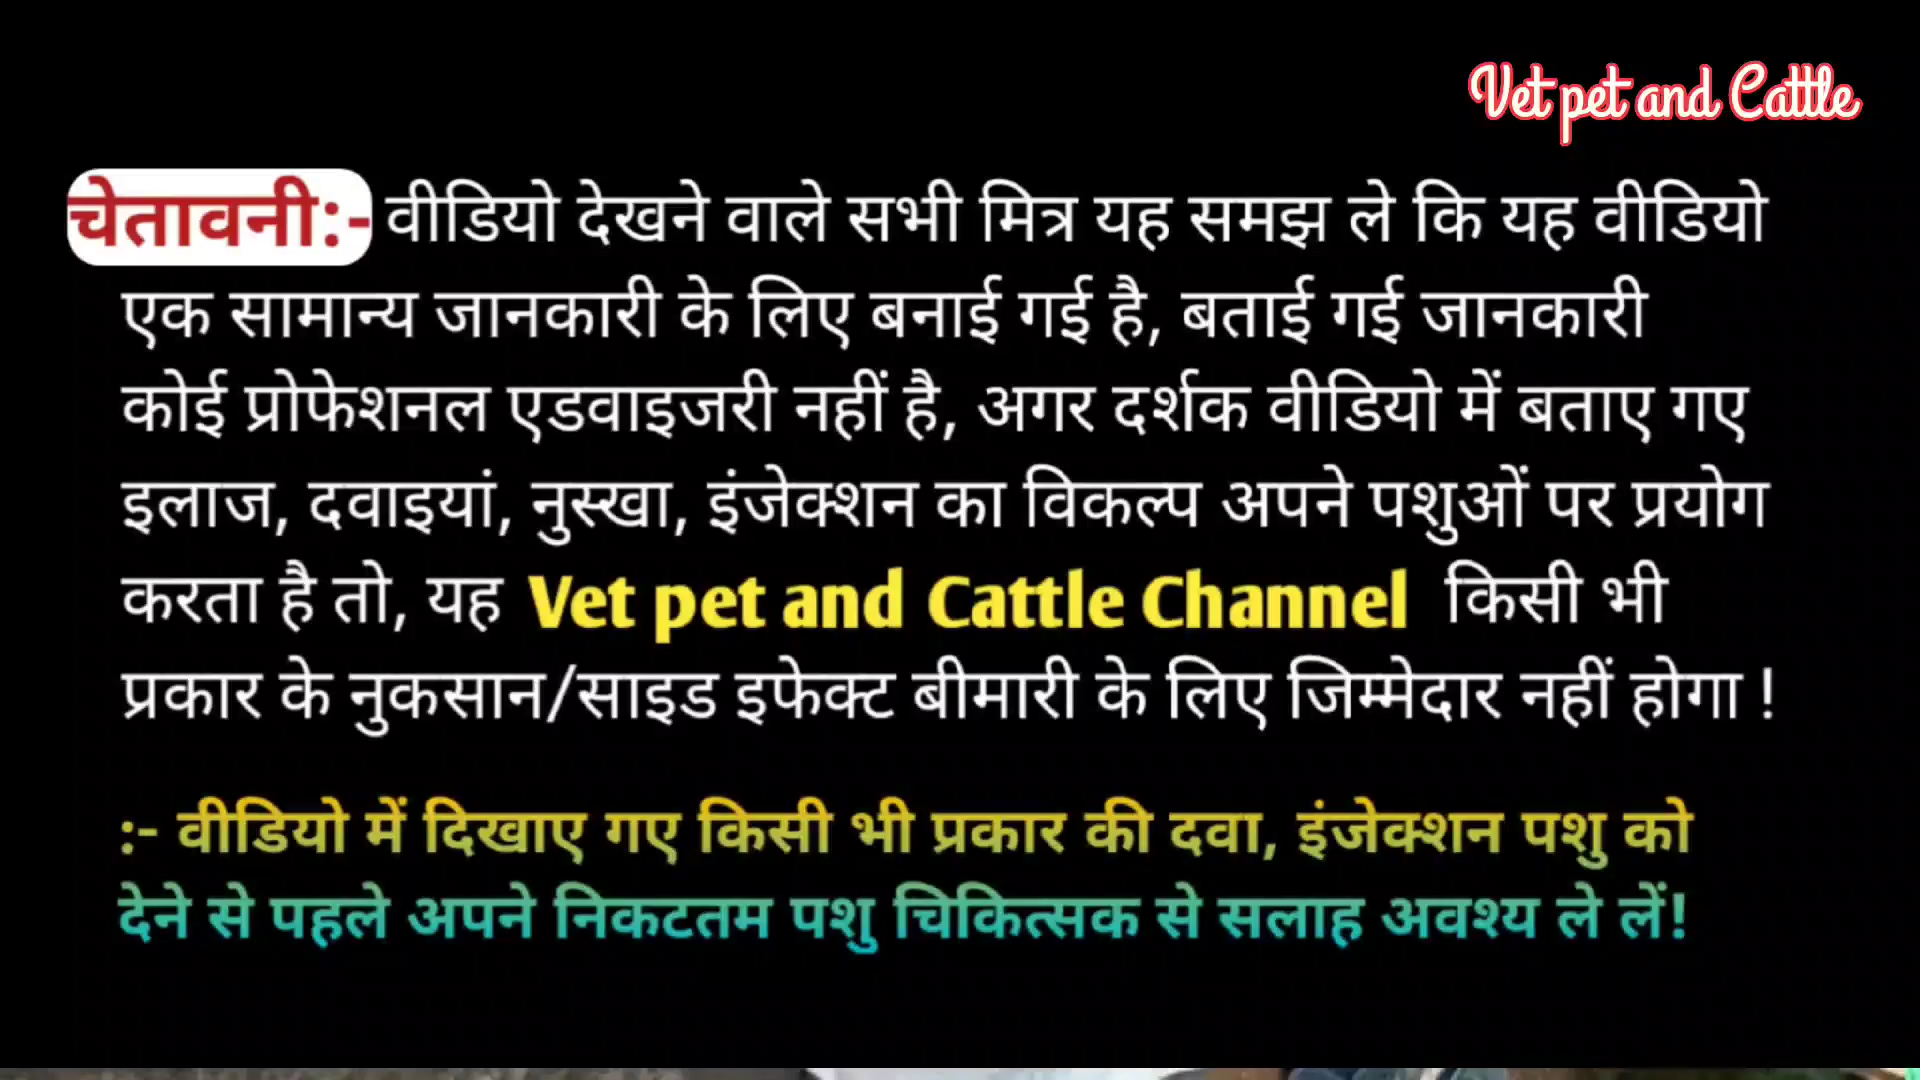 Vet pet and Cattle
चेतावनी:- वीडियो देखने वाले सभी मित्र यह समझ ले कि यह वीडियो
एक सामान्य जानकारी के लिए बनाई गई है, बताई गई जानकारी
कोई प्रोफेशनल एडवाइजरी नहीं है, अगर दर्शक वीडियो में बताए गए
इलाज, दवाइयां, नुस्खा, इंजेक्शन का विकल्प अपने पशुओं पर प्रयोग
करता है तो, यह Vet pet and Cattle Channel किसी भी
प्रकार के नुकसान/साइड इफेक्ट बीमारी के लिए जिम्मेदार नहीं होगा !
:- वीडियो में दिखाए गए किसी भी प्रकार की दवा, इंजेक्शन पशु को
देने से पहले अपने निकटतम पशु चिकित्सक से सलाह अवश्य ले लें!